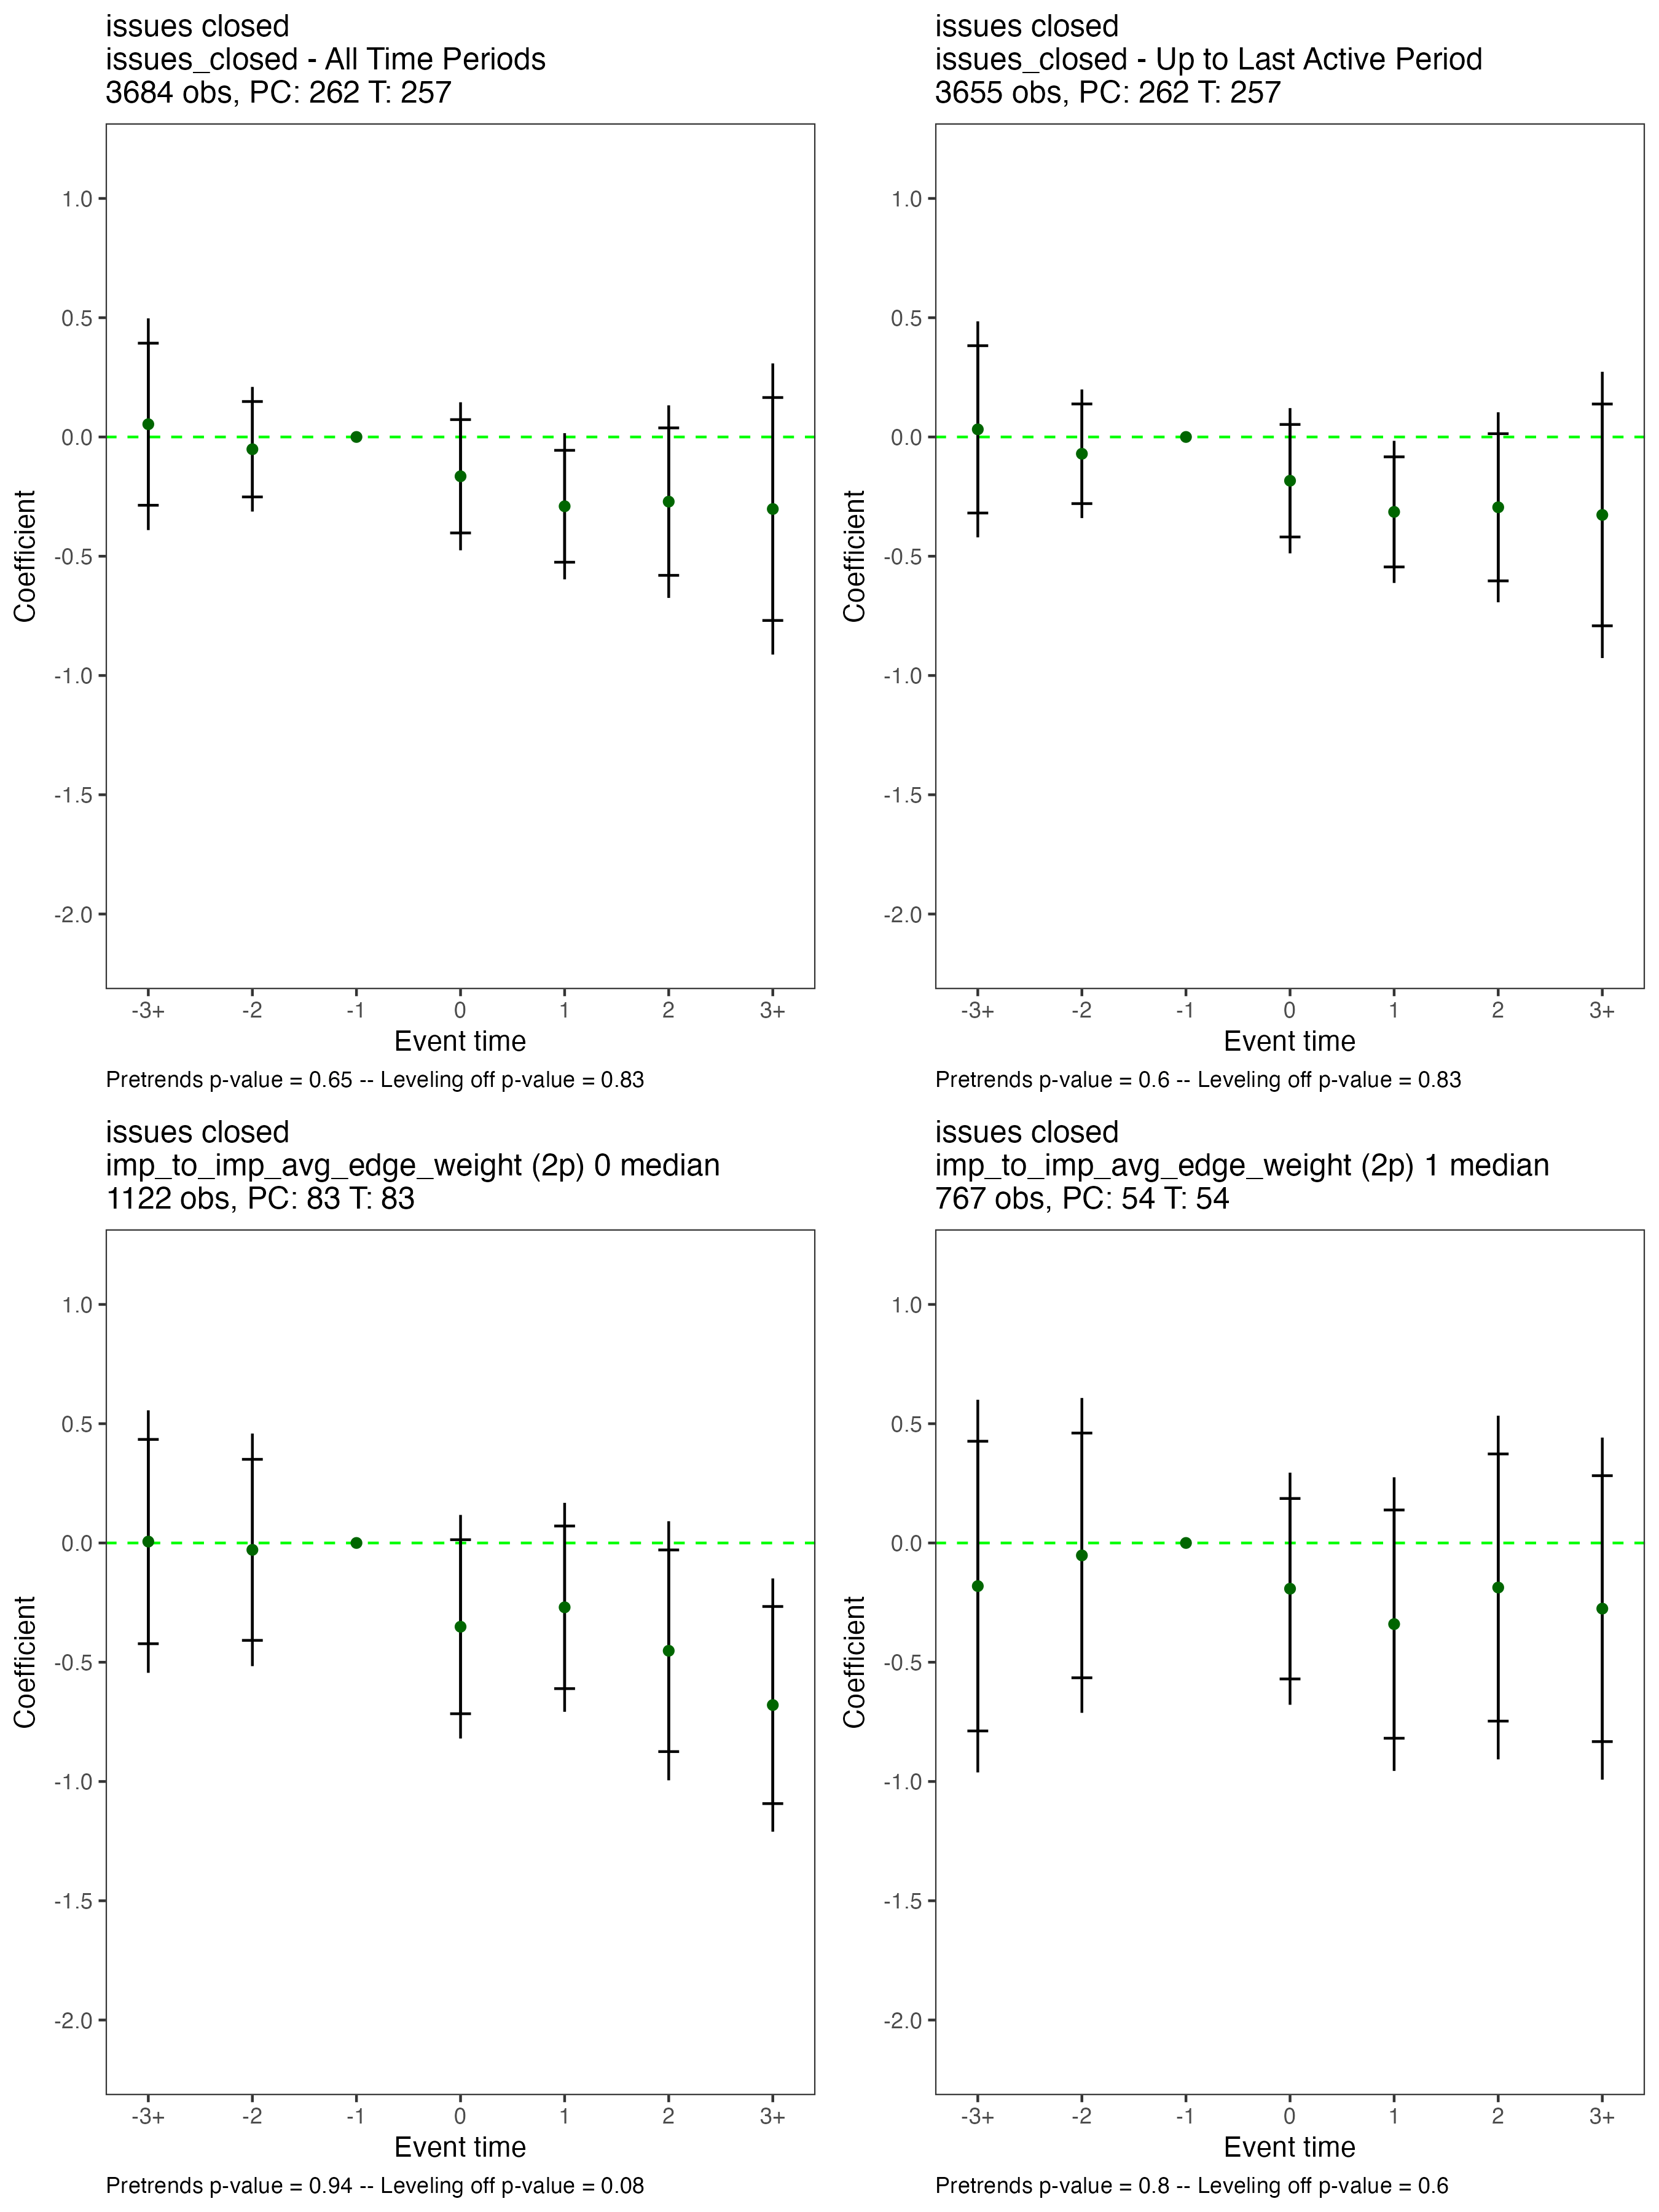 issues closed
issues_closed - All Time Periods
3684 obs, PC: 262 T: 257
1.0
0.5
0.0
-0.5
-1.0
-1.5
-2.0
Coefficient
-3+ -2 -1 0 1 2 3+
Event time
Pretrends p-value = 0.65 -- Leveling off p-value = 0.83
issues closed
issues_closed - Up to Last Active Period
3655 obs, PC: 262 T: 257
1.0
0.5
0.0
-0.5
-1.0
-1.5
-2.0
Coefficient
-3+ -2 -1 0 1 2 3+
Event time
Pretrends p-value = 0.6 -- Leveling off p-value = 0.83
issues closed
imp_to_imp_avg_edge_weight (2p) 0 median
1122 obs, PC: 83 T: 83
1.0
0.5
0.0
-0.5
-1.0
-1.5
-2.0
Coefficient
-3+ -2 -1 0 1 2 3+
Event time
Pretrends p-value = 0.94 -- Leveling off p-value = 0.08
issues closed
imp_to_imp_avg_edge_weight (2p) 1 median
767 obs, PC: 54 T: 54
1.0
0.5
0.0
-0.5
-1.0
-1.5
-2.0
Coefficient
-3+ -2 -1 0 1 2 3+
Event time
Pretrends p-value = 0.8 -- Leveling off p-value = 0.6